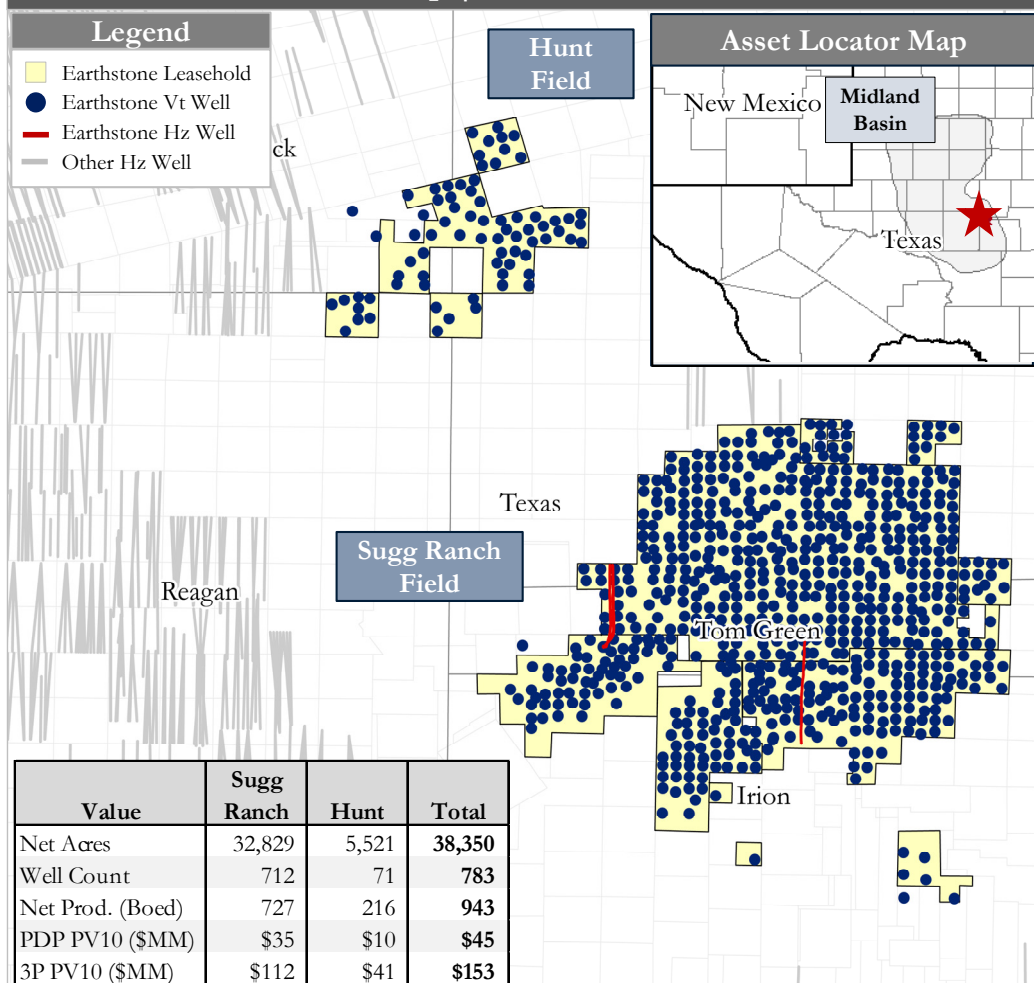 Legend
Earthstone Leasehold
Earthstone Vt Well
Earthstone Hz Well
Other Hz Well
ck
Hunt
Field
Asset Locator Map
New Mexico
Midland
Basin
Texas
Texas
Sugg Ranch
Field
Reagan
Tom Green
Irion
Value Sugg Ranch Hunt Total
Net Acres 32,829 5,521 38,350
Well Count 712 71 783
Net Prod. (Boed) 727 216 943
PDP PV10 ($MM) $35 $10 $45
3P PV10 ($MM) $112 $41 $153